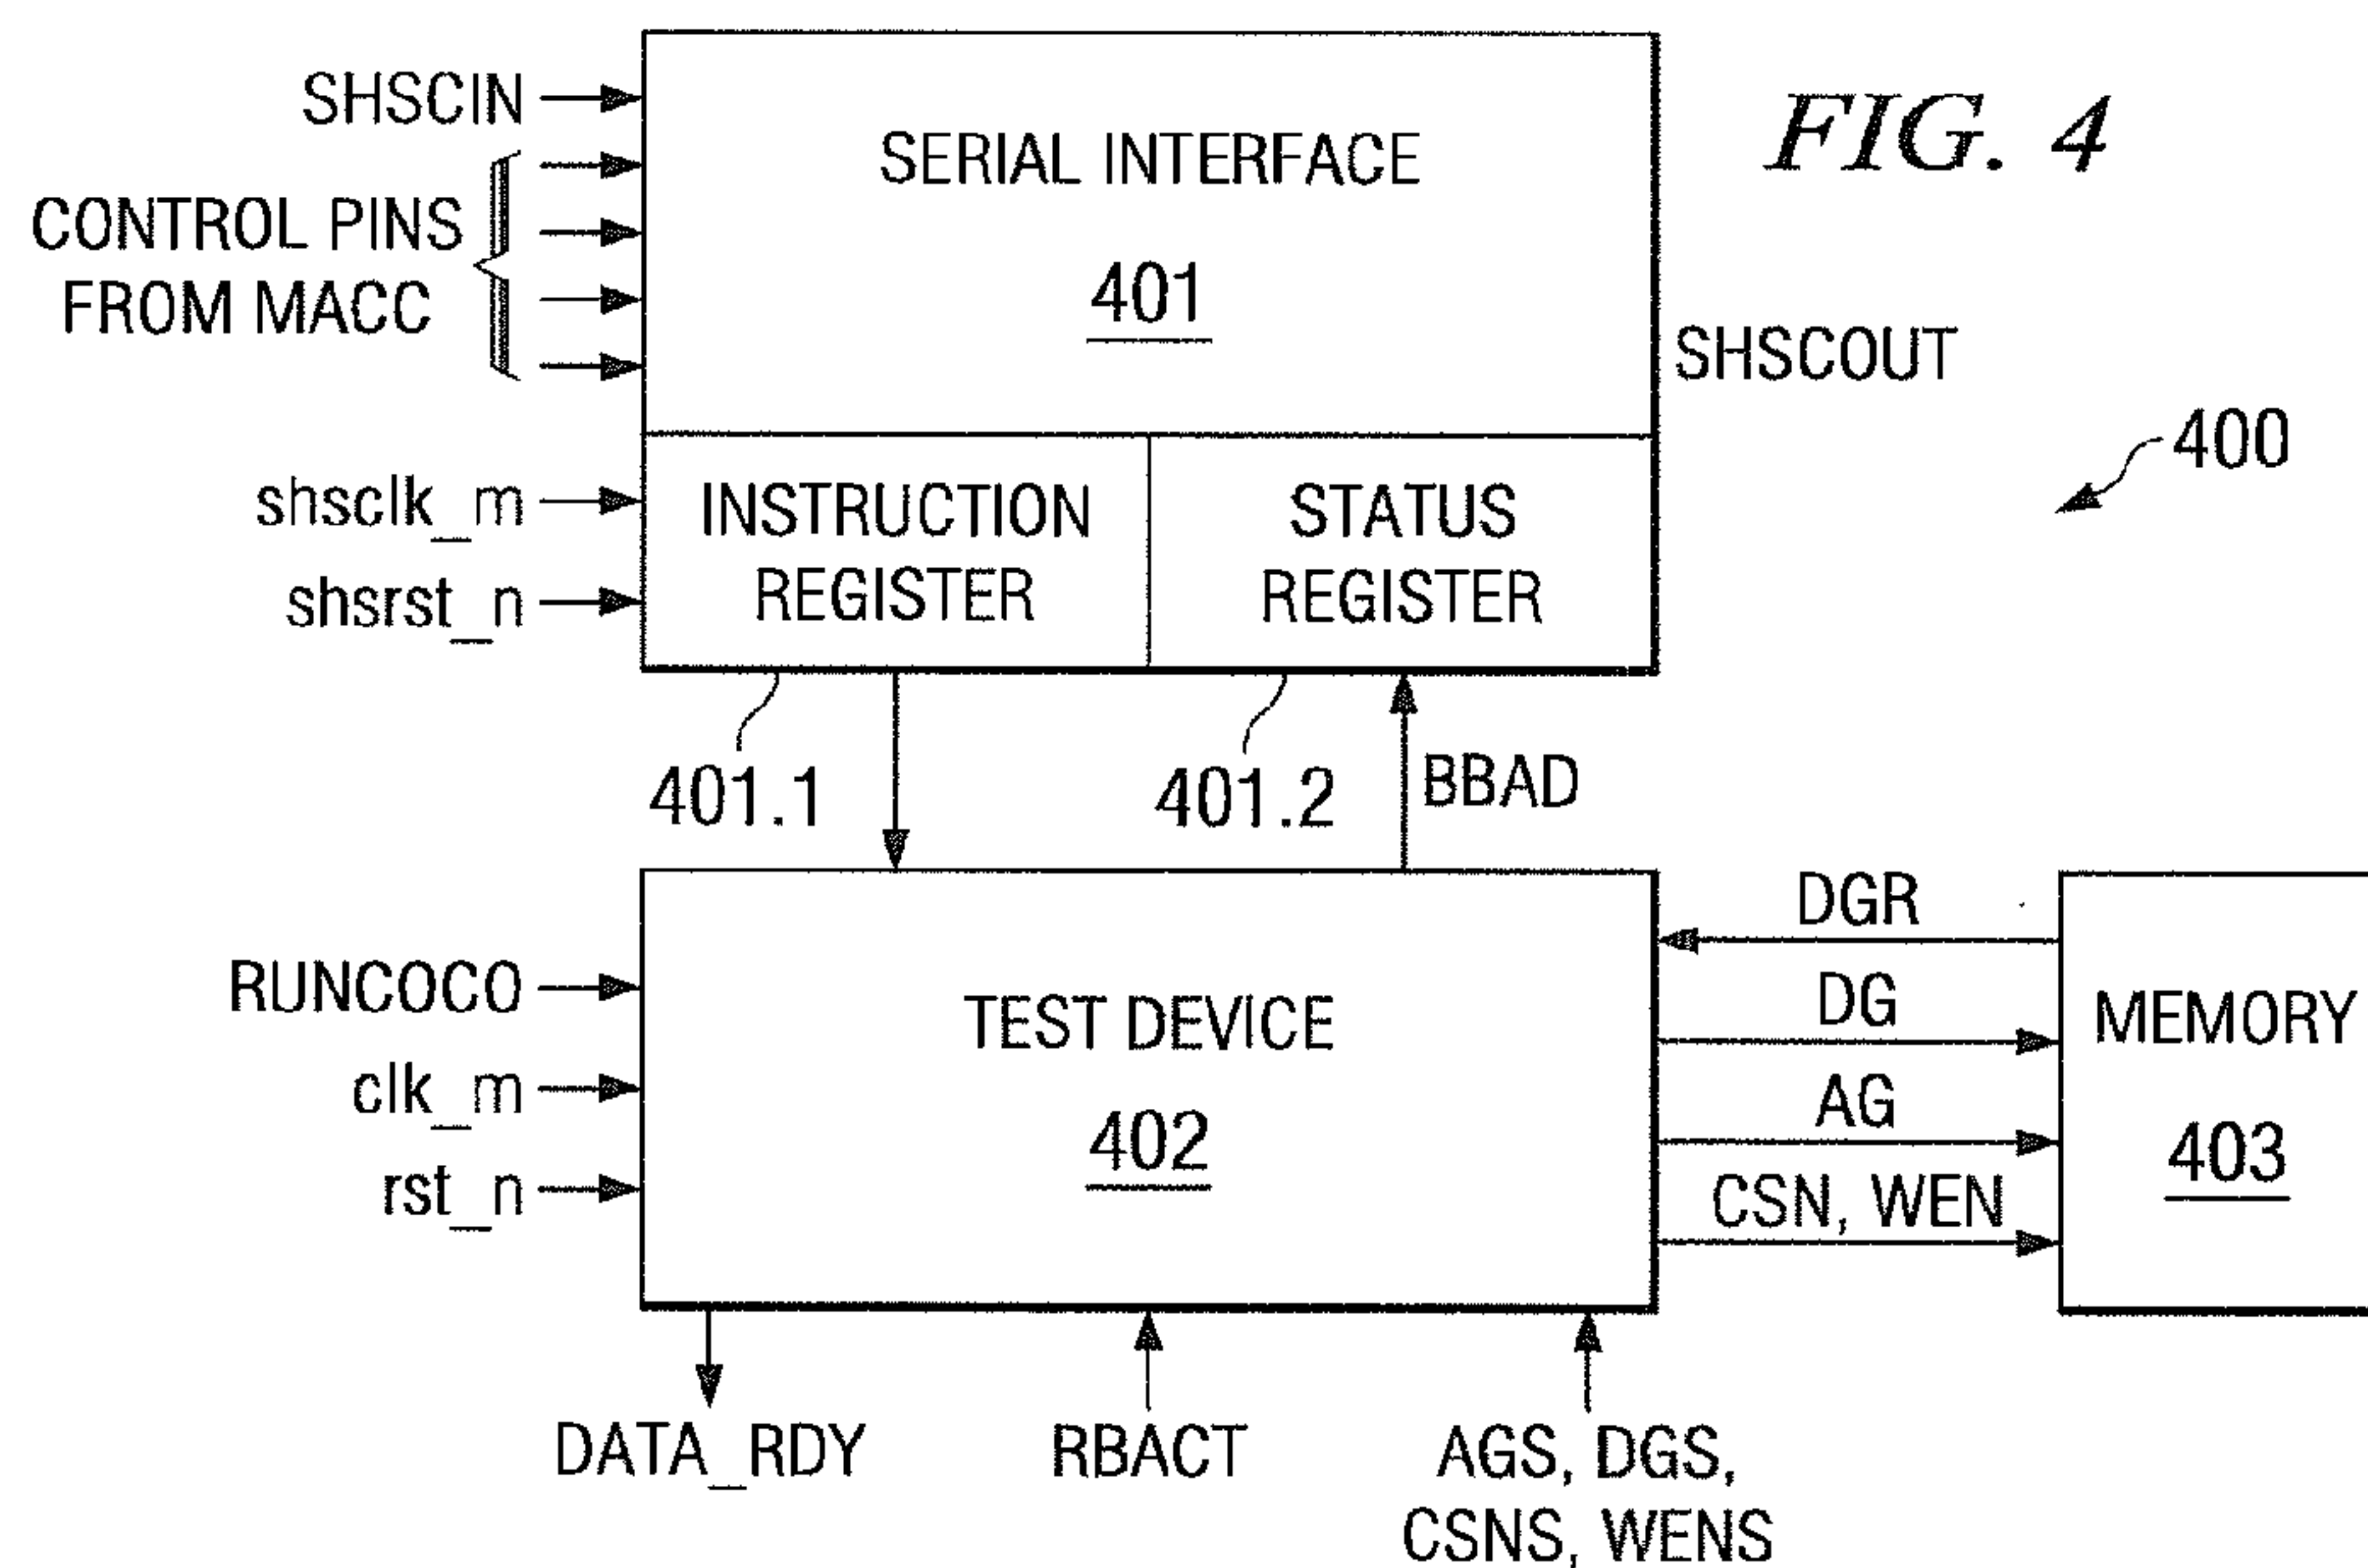 FIG. 4
SHSCIN
CONTROL PINS
FROM MACC
SERIAL INTERFACE
401
SHSCOUT
400
shsclk_m
shsrst_n
INSTRUCTION
REGISTER
STATUS
REGISTER
401.1
401.2
BBAD
RUNCOCO
clk_m
rst_n
TEST DEVICE
402
DGR
DG
AG
CSN, WEN
MEMORY
403
DATA_RDY
RBACT
AGS, DGS,
CSNS, WENS